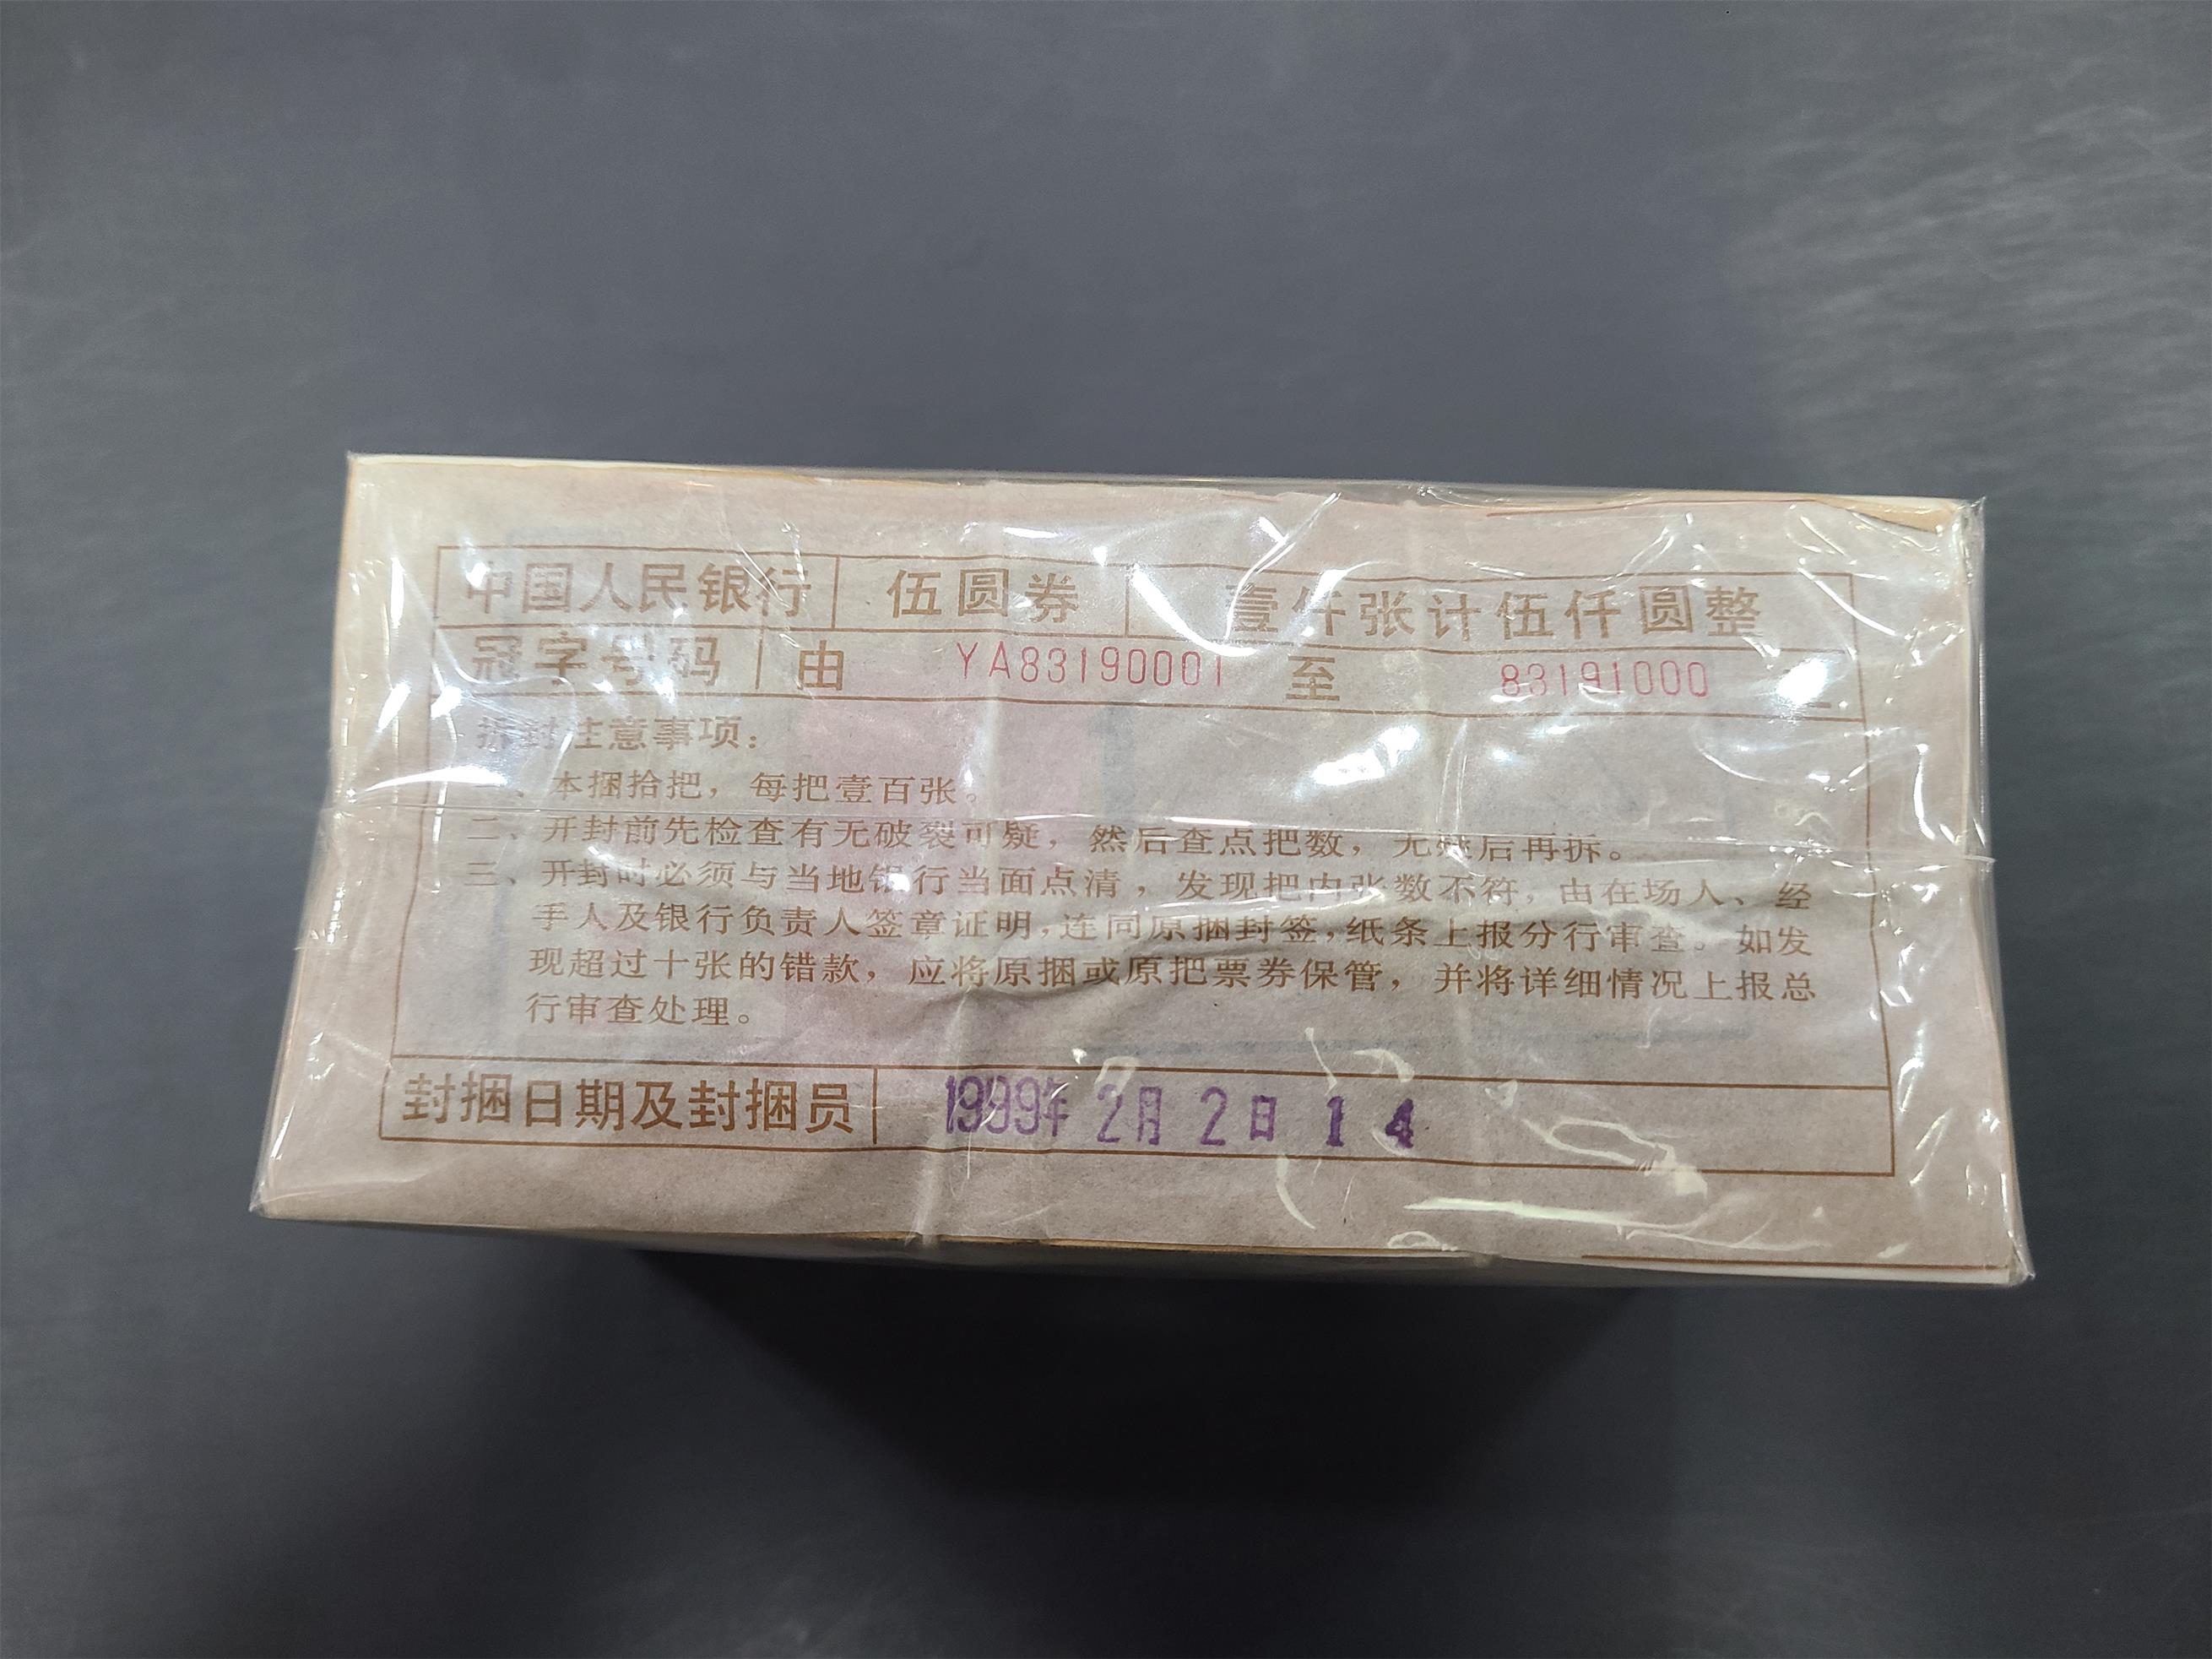 中国人民银行 伍圆券 壹仟张计伍仟圆整
冠字号码 由 YA83190001 至 83191000
拆封注意事项：
一、本捆拾把，每把壹百张。
二、开封前先检查有无破裂可疑，然后查点把数，无疑后再拆。
三、开封时必须与当地银行当面点清，发现把内张数不符，由在场人、经
手人及银行负责人签章证明，连同原捆封签，纸条上报分行审查。如发
现超过十张的错款，应将原捆或原把票券保管，并将详细情况上报总
行审查处理。
封捆日期及封捆员 1999年 2月 2日 1 4